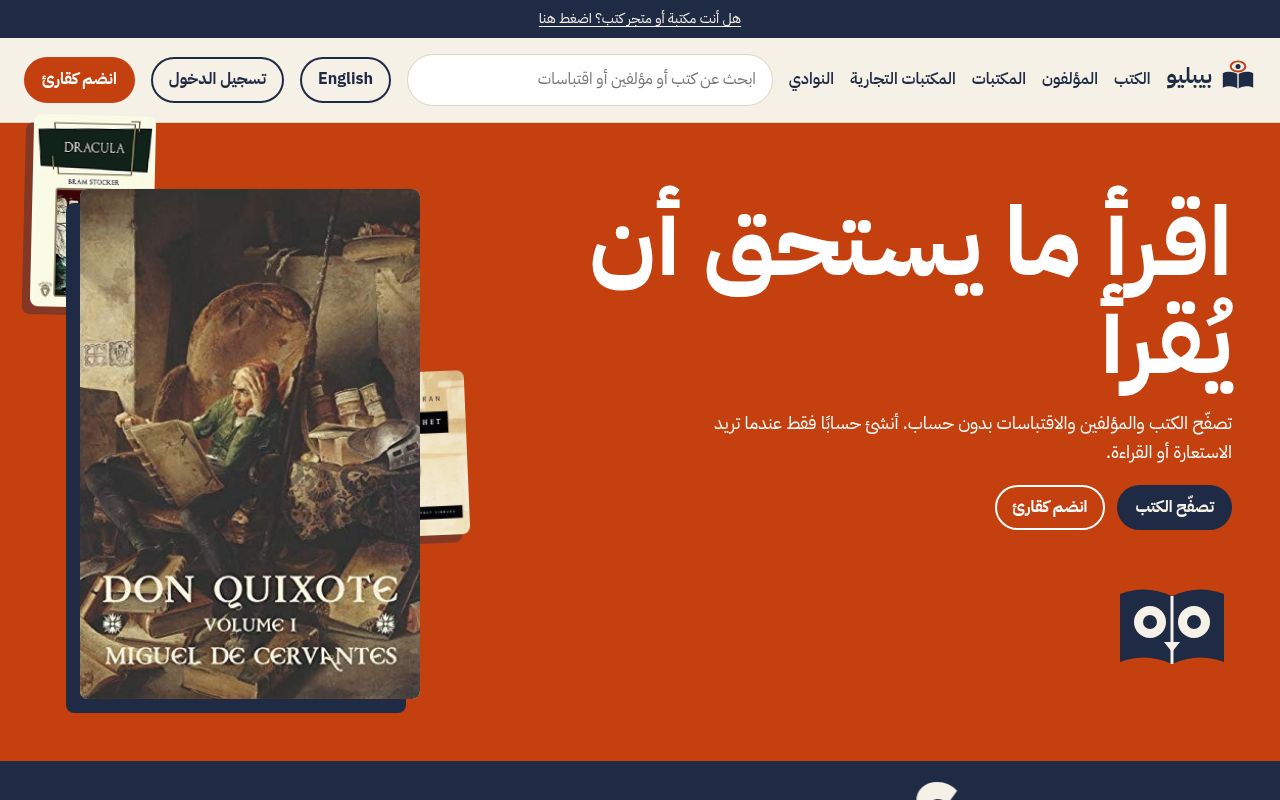 هل أنت مكتبة أو متجر كتب؟ اضغط هنا
بيبليو
الكتب
المؤلفون
المكتبات
المكتبات التجارية
النوادي
ابحث عن كتب أو مؤلفين أو اقتباسات
English
تسجيل الدخول
انضم كقارئ
اقرأ ما يستحق أن
يُقرأ
تصفّح الكتب والمؤلفين والاقتباسات بدون حساب. أنشئ حسابًا فقط عندما تريد
الاستعارة أو القراءة.
تصفّح الكتب
انضم كقارئ
DRACULA
BRAM STOCKER
DON QUIXOTE
VOLUME I
MIGUEL DE CERVANTES